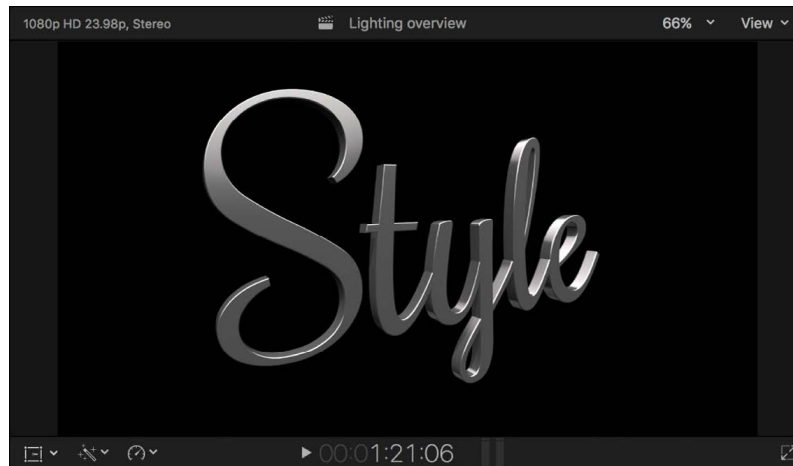 1080p HD 23.98p, Stereo
Lighting overview
66%
View
Style
00:01:21:06